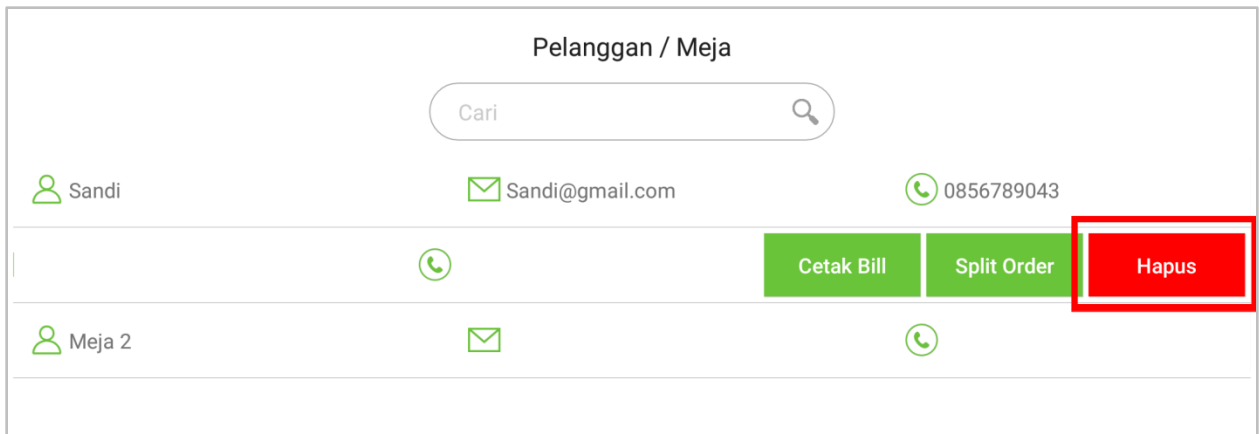 Pelanggan / Meja
Cari
Sandi Sandi@gmail.com 0856789043
Cetak Bill Split Order Hapus
Meja 2